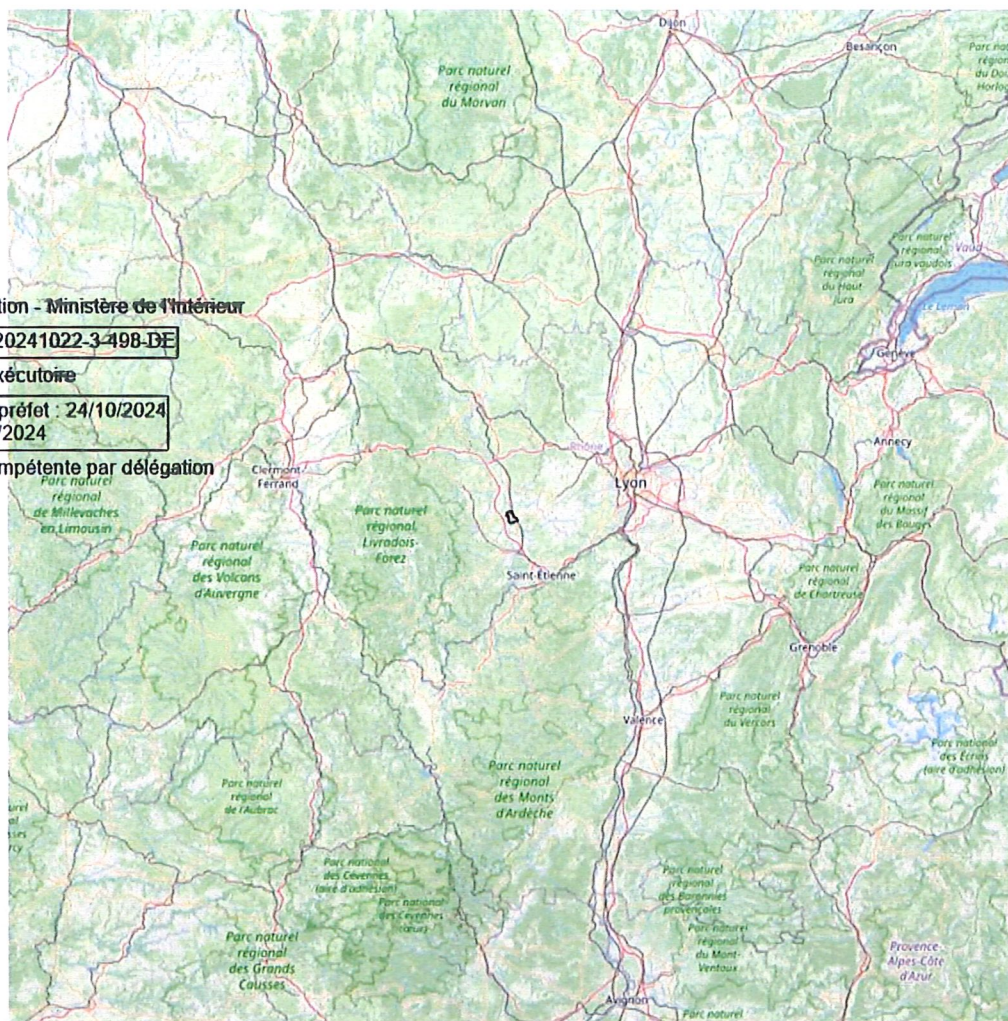 Dijon
Besançon
Parc naturel
régional
du Morvan
Parc naturel
régional
Jura vaudois
Vaud
Parc naturel
régional
du Haut
Jura
Le Léman
tion - Ministère de l'Intérieur
20241022-3-498-DE
xécutoire
préfet : 24/10/2024
/2024
mpétente par délégation
Genève
Annecy
Rhône
Lyon
Clermont-
Ferrand
Parc naturel
régional
de Millevaches
en Limousin
Parc naturel
régional
Livradois-
Forez
Parc naturel
régional
du Massif
des Bauges
Parc naturel
régional
des Volcans
d'Auvergne
Saint-Étienne
Parc naturel
régional
de Chartreuse
Grenoble
Parc naturel
régional
du Vercors
Valence
Parc national
des Écrins
(aire d'adhésion)
Parc naturel
régional
des Monts
d'Ardèche
Parc naturel
régional
de l'Aubrac
Parc national
des Cévennes
(aire d'adhésion)
Parc national
des Cévennes
(cœur)
Parc naturel
régional
des Baronnies
provençales
Parc naturel
régional
du Mont-
Ventoux
Parc naturel
régional
des Grands
Causses
Provence-
Alpes-Côte
d'Azur
Avignon
Parc naturel